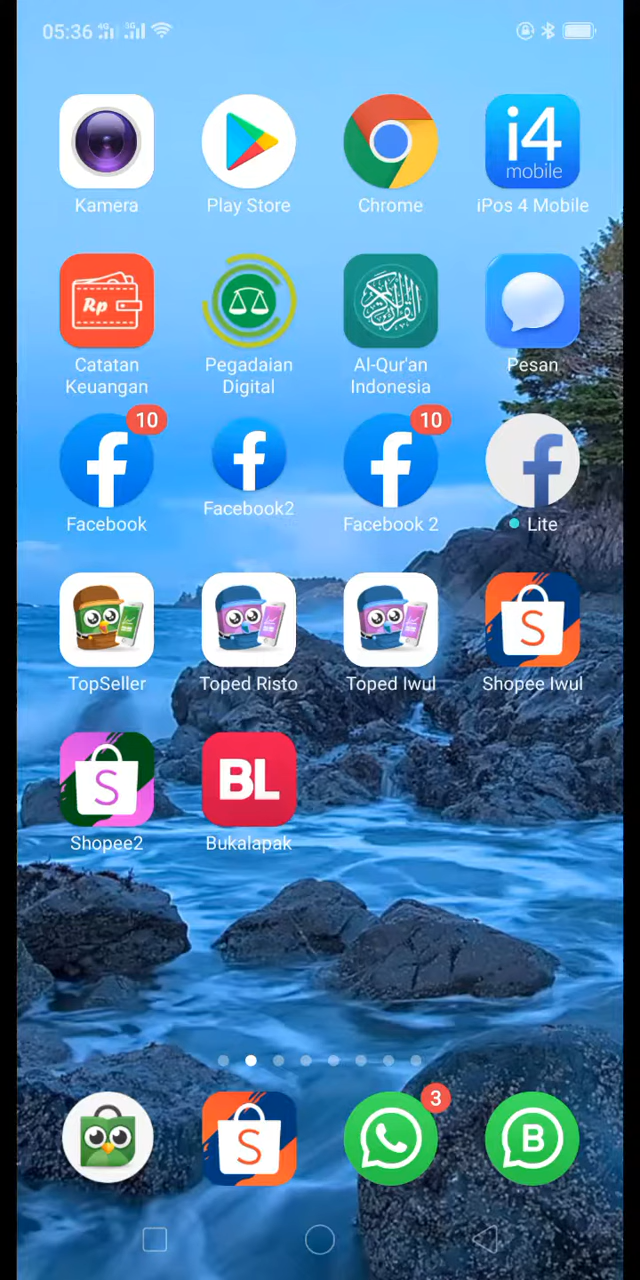 05:36 4G 3G
i4
mobile
Kamera Play Store Chrome iPos 4 Mobile
Rp
Catatan Keuangan
Pegadaian Digital
Al-Qur'an Indonesia
Pesan
10 10
Facebook Facebook2 Facebook 2 Lite
S
TopSeller Toped Risto Toped Iwul Shopee Iwul
S BL
Shopee2 Bukalapak
3
S B